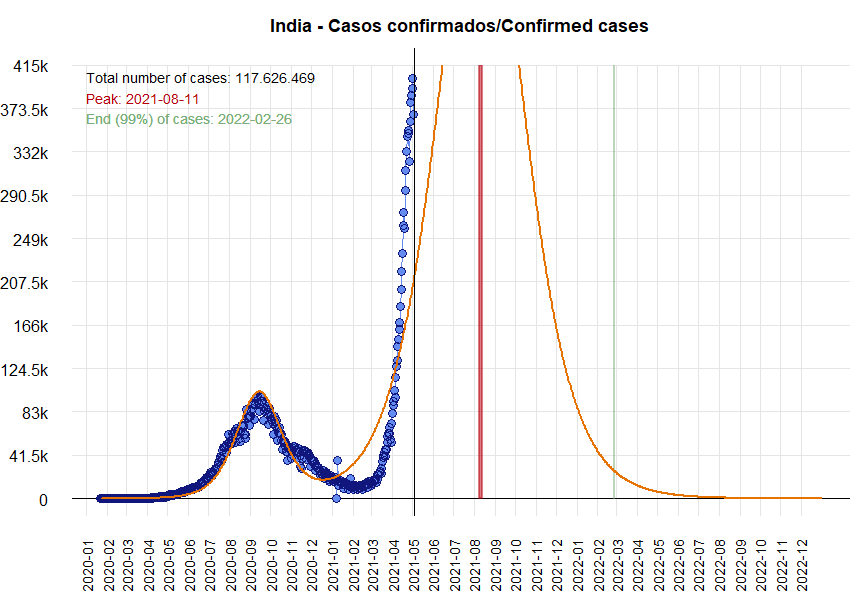 India - Casos confirmados/Confirmed cases
Total number of cases: 117.626.469
Peak: 2021-08-11
End (99%) of cases: 2022-02-26
415k
373.5k
332k
290.5k
249k
207.5k
166k
124.5k
83k
41.5k
0
2020-01
2020-02
2020-03
2020-04
2020-05
2020-06
2020-07
2020-08
2020-09
2020-10
2020-11
2020-12
2021-01
2021-02
2021-03
2021-04
2021-05
2021-06
2021-07
2021-08
2021-09
2021-10
2021-11
2021-12
2022-01
2022-02
2022-03
2022-04
2022-05
2022-06
2022-07
2022-08
2022-09
2022-10
2022-11
2022-12